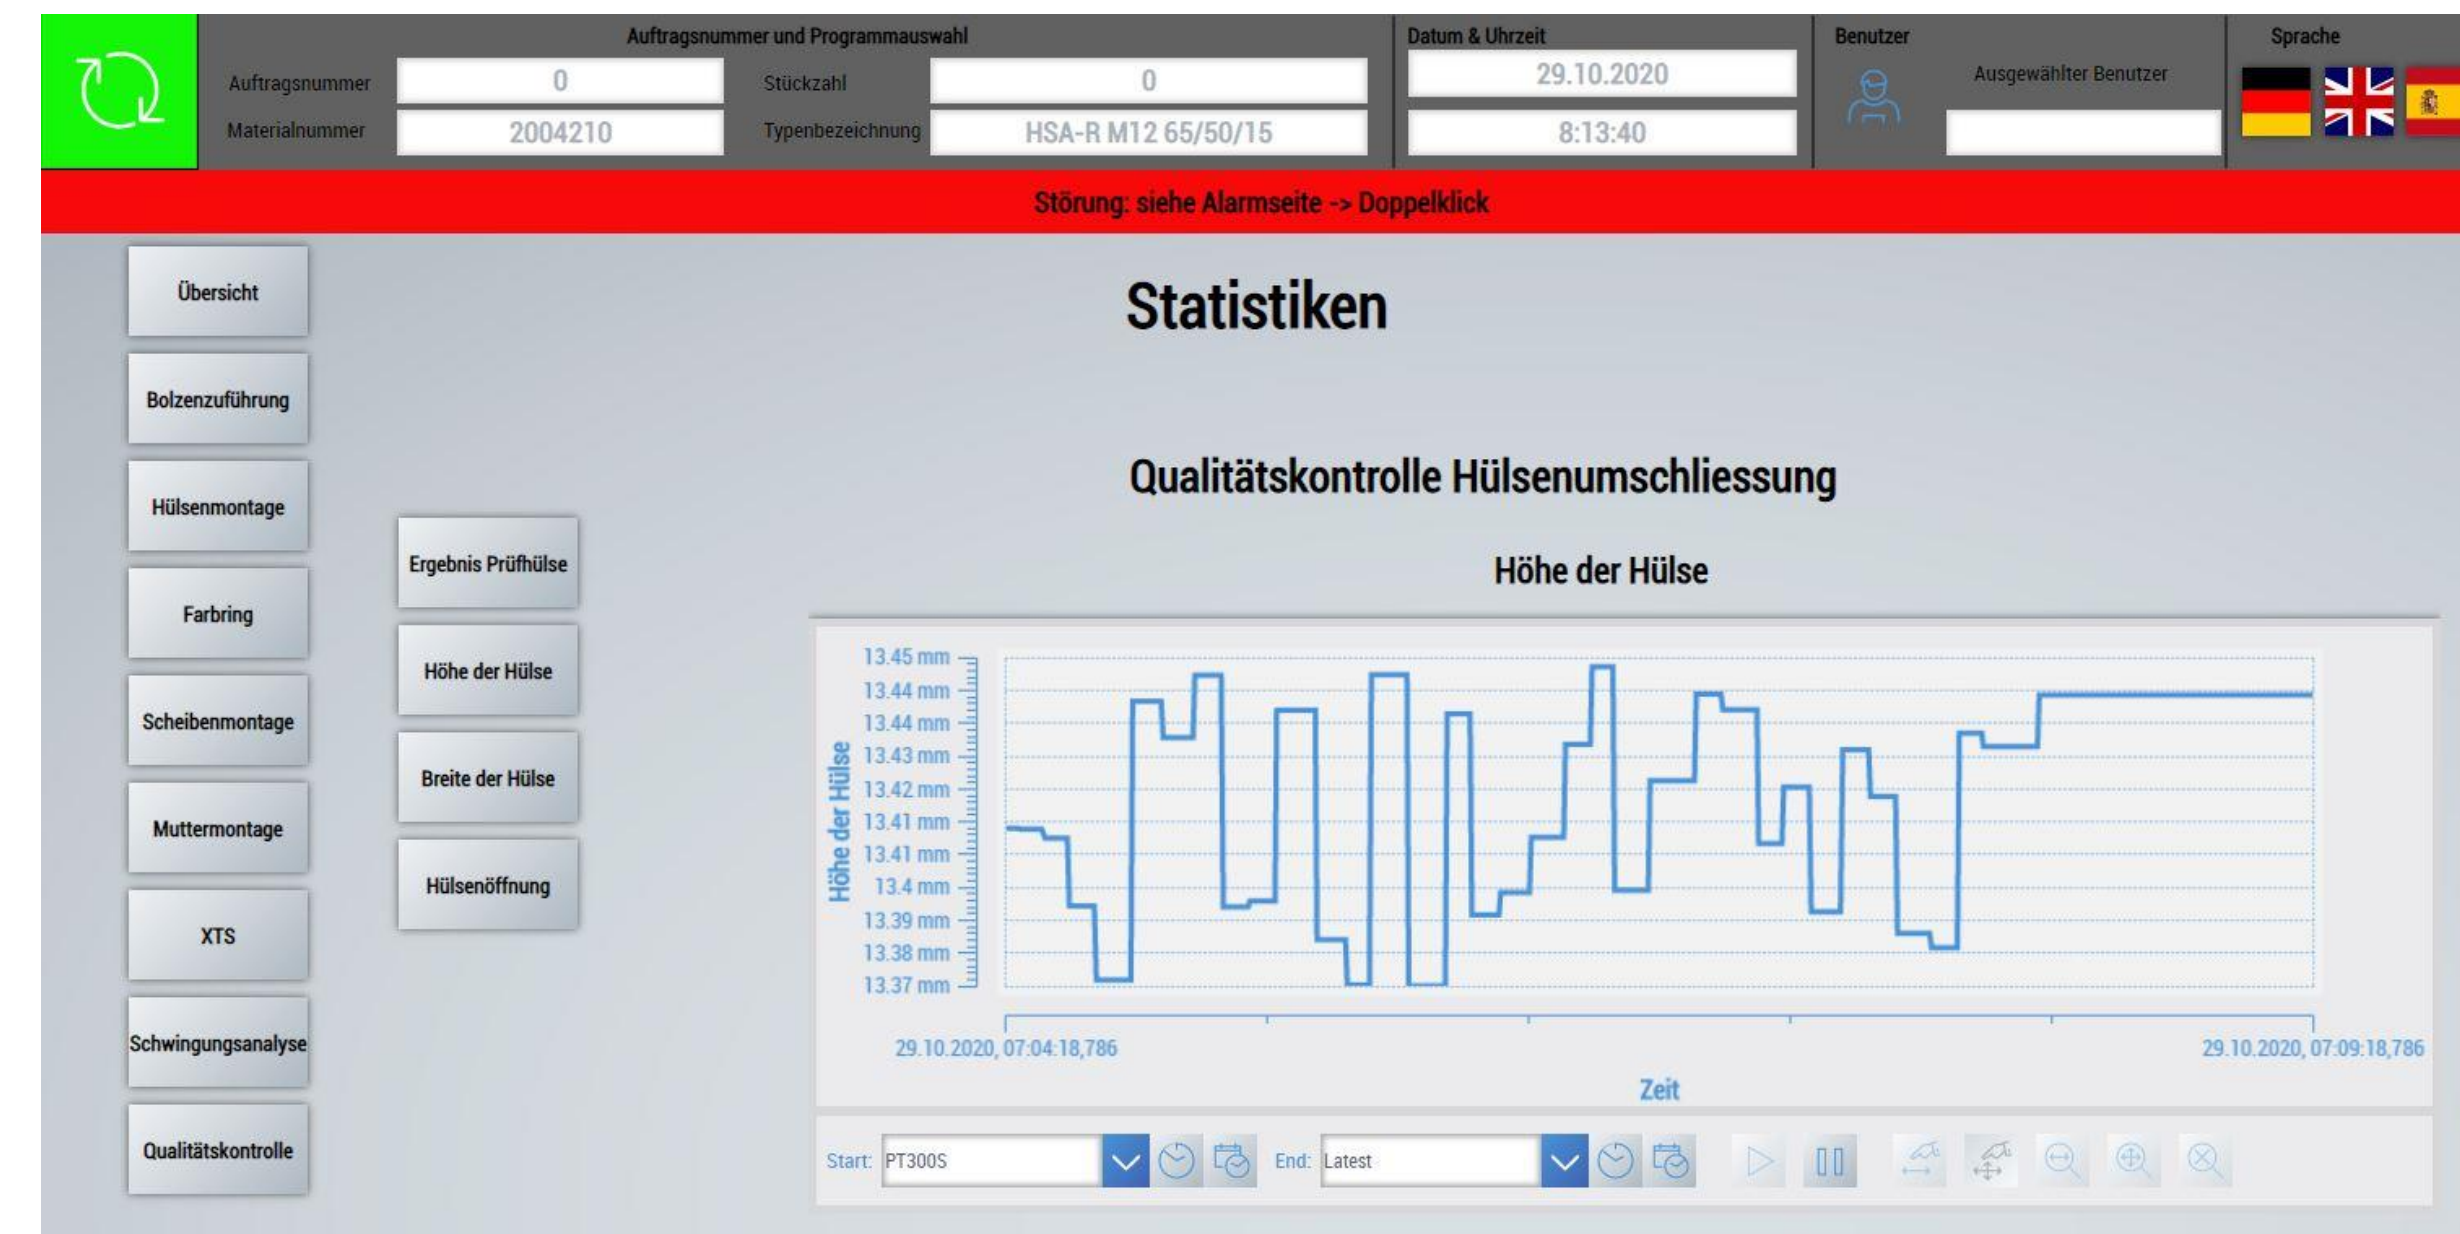 Auftragsnummer und Programmauswahl
Datum & Uhrzeit
Benutzer
Sprache
Auftragsnummer 0 Stückzahl 0 29.10.2020 Ausgewählter Benutzer
Materialnummer 2004210 Typenbezeichnung HSA-R M12 65/50/15 8:13:40
Störung: siehe Alarmseite -> Doppelklick
Übersicht
Bolzenzuführung
Hülsenmontage
Farbring
Scheibenmontage
Muttermontage
XTS
Schwingungsanalyse
Qualitätskontrolle
Ergebnis Prüfhülse
Höhe der Hülse
Breite der Hülse
Hülsenöffnung
Statistiken
Qualitätskontrolle Hülsenumschliessung
Höhe der Hülse
Höhe der Hülse
13.45 mm
13.44 mm
13.44 mm
13.43 mm
13.42 mm
13.41 mm
13.41 mm
13.4 mm
13.39 mm
13.38 mm
13.37 mm
29.10.2020, 07:04:18,786 29.10.2020, 07:09:18,786
Zeit
Start: PT300S End: Latest